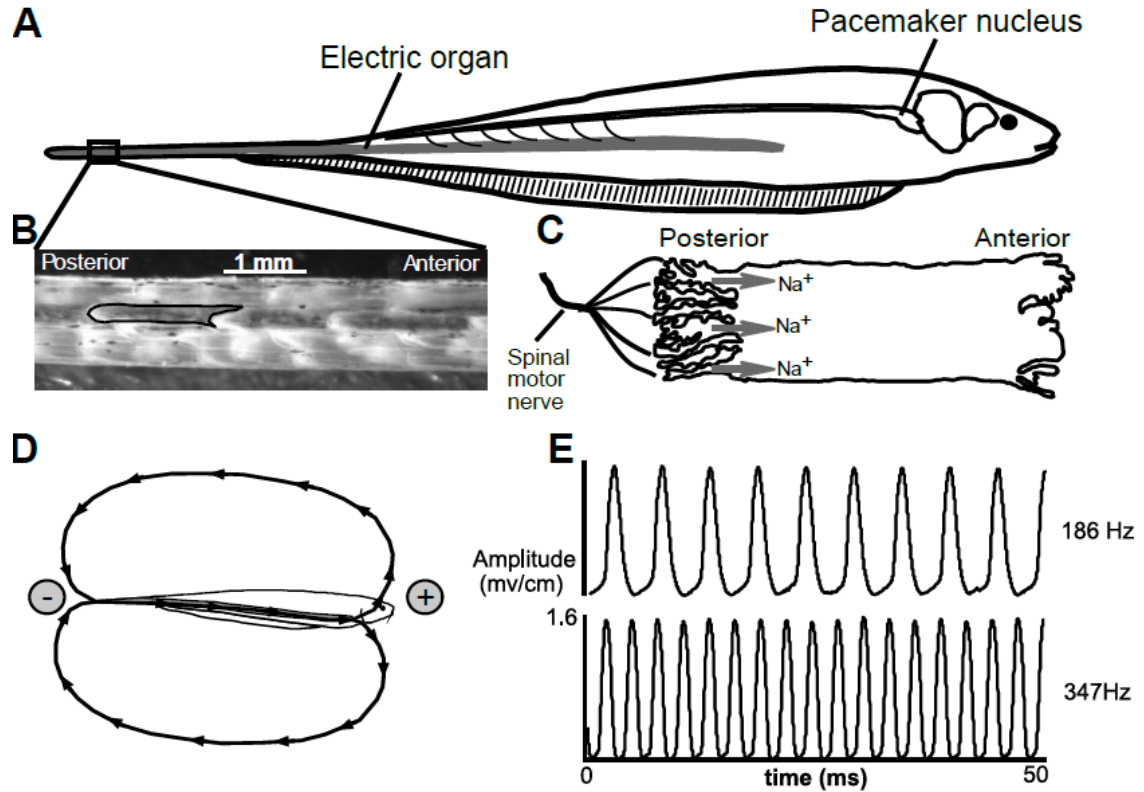 A
Pacemaker nucleus
Electric organ
B
Posterior
1 mm
Anterior
C
Posterior
Anterior
Na+
Na+
Na+
Spinal
motor
nerve
D
-
+
E
Amplitude
(mv/cm)
186 Hz
1.6
347Hz
0
time (ms)
50